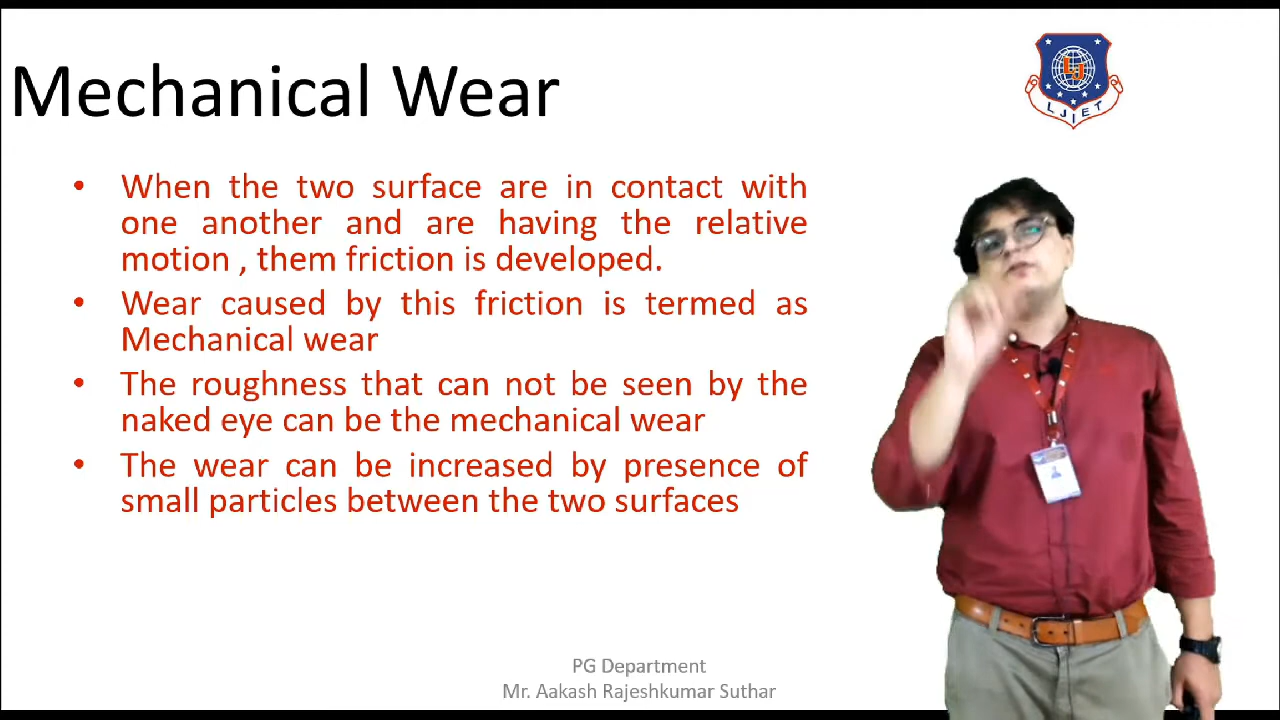 Mechanical Wear
LJIET
• When the two surface are in contact with
one another and are having the relative
motion , them friction is developed.
• Wear caused by this friction is termed as
Mechanical wear
• The roughness that can not be seen by the
naked eye can be the mechanical wear
• The wear can be increased by presence of
small particles between the two surfaces
PG Department
Mr. Aakash Rajeshkumar Suthar